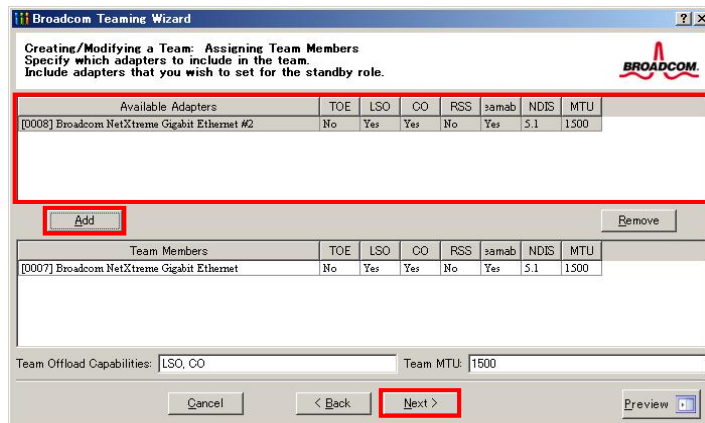 Broadcom Teaming Wizard
Creating/Modifying a Team: Assigning Team Members
Specify which adapters to include in the team.
Include adapters that you wish to set for the standby role.
BROADCOM.
Available Adapters TOE LSO CO RSS eamab NDIS MTU
[0008] Broadcom NetXtreme Gigabit Ethernet #2 No Yes Yes No Yes 5.1 1500
Add Remove
Team Members TOE LSO CO RSS eamab NDIS MTU
[0007] Broadcom NetXtreme Gigabit Ethernet No Yes Yes No Yes 5.1 1500
Team Offload Capabilities: LSO, CO Team MTU: 1500
Cancel < Back Next > Preview